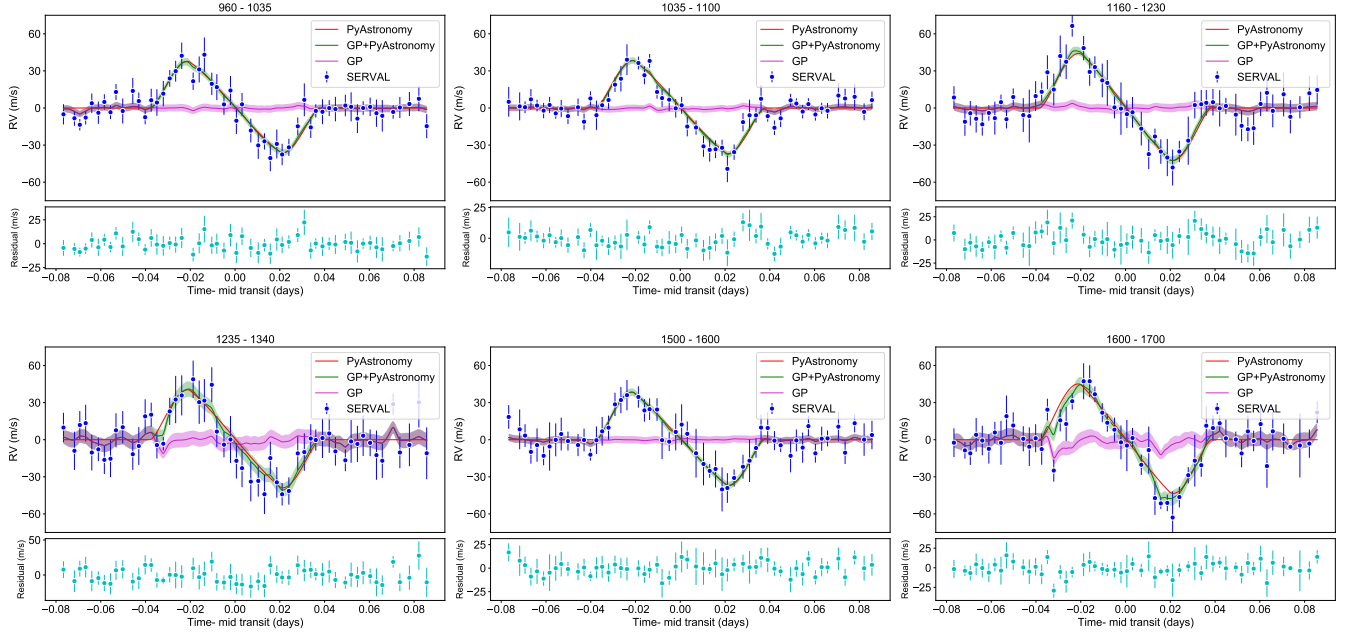 960 - 1035
60
30
0
−30
−60
RV (m/s)
PyAstronomy
GP+PyAstronomy
GP
SERVAL
25
0
−25
Residual (m/s)
−0.08 −0.06 −0.04 −0.02 0.00 0.02 0.04 0.06 0.08
Time- mid transit (days)
1035 - 1100
60
30
0
−30
−60
RV (m/s)
PyAstronomy
GP+PyAstronomy
GP
SERVAL
25
0
Residual (m/s)
−0.08 −0.06 −0.04 −0.02 0.00 0.02 0.04 0.06 0.08
Time- mid transit (days)
1160 - 1230
60
30
0
−30
−60
RV (m/s)
PyAstronomy
GP+PyAstronomy
GP
SERVAL
25
0
−25
Residual (m/s)
−0.08 −0.06 −0.04 −0.02 0.00 0.02 0.04 0.06 0.08
Time- mid transit (days)
1235 - 1340
60
30
0
−30
−60
RV (m/s)
PyAstronomy
GP+PyAstronomy
GP
SERVAL
50
0
Residual (m/s)
−0.08 −0.06 −0.04 −0.02 0.00 0.02 0.04 0.06 0.08
Time- mid transit (days)
1500 - 1600
60
30
0
−30
−60
RV (m/s)
PyAstronomy
GP+PyAstronomy
GP
SERVAL
25
0
−25
Residual (m/s)
−0.08 −0.06 −0.04 −0.02 0.00 0.02 0.04 0.06 0.08
Time- mid transit (days)
1600 - 1700
60
30
0
−30
−60
RV (m/s)
PyAstronomy
GP+PyAstronomy
GP
SERVAL
25
0
−25
Residual (m/s)
−0.08 −0.06 −0.04 −0.02 0.00 0.02 0.04 0.06 0.08
Time- mid transit (days)